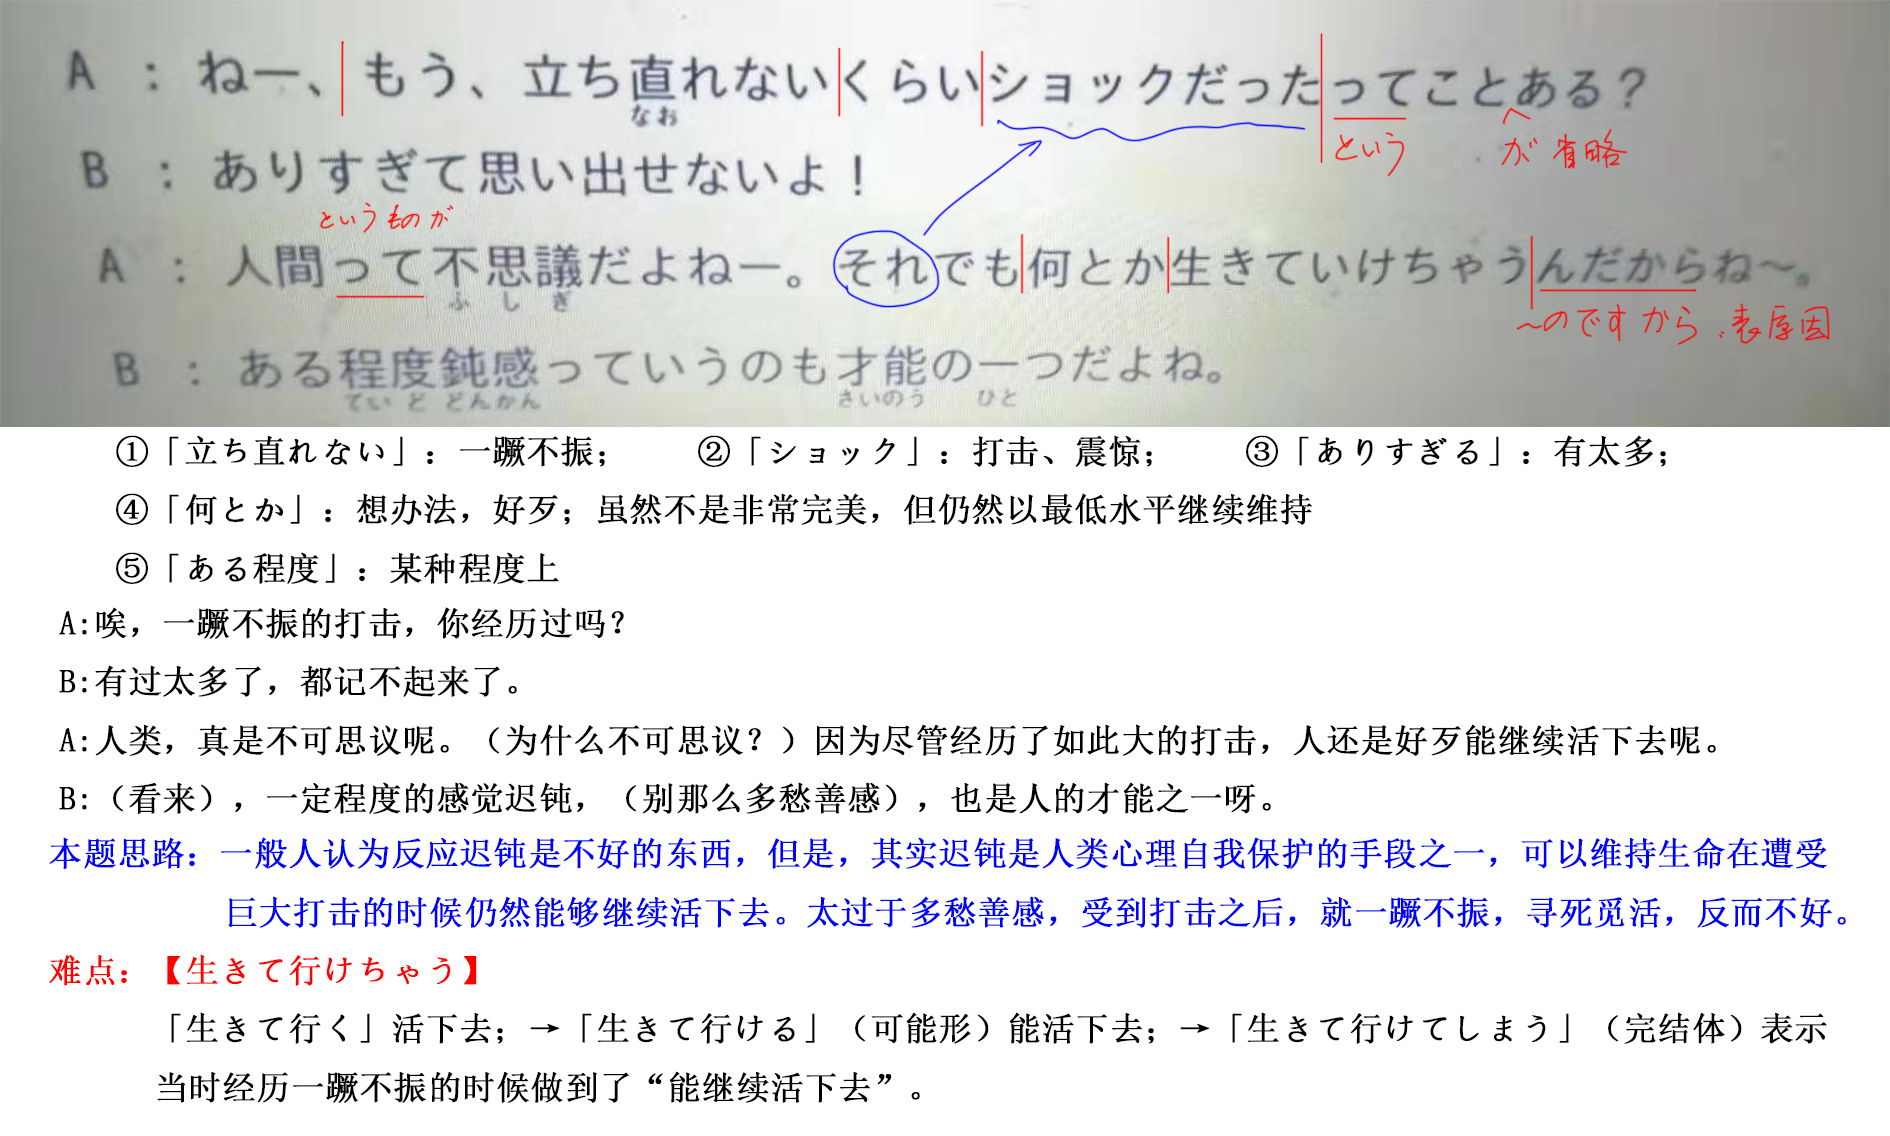 A ： ねー、もう、立ち直れないくらいショックだったってことある？
なお
という
が 省略
B ： ありすぎて思い出せないよ！
というものが
A ： 人間って不思議だよねー。それでも何とか生きていけちゃうんだからね～。
ふ し ぎ
～のですから：表原因
B ： ある程度鈍感っていうのも才能の一つだよね。
てい ど どんかん さいのう ひと
①「立ち直れない」：一蹶不振； ②「ショック」：打击、震惊； ③「ありすぎる」：有太多；
④「何とか」：想办法，好歹；虽然不是非常完美，但仍然以最低水平继续维持
⑤「ある程度」：某种程度上
A:唉，一蹶不振的打击，你经历过吗？
B:有过太多了，都记不起来了。
A:人类，真是不可思议呢。（为什么不可思议？）因为尽管经历了如此大的打击，人还是好歹能继续活下去呢。
B:（看来），一定程度的感觉迟钝，（别那么多愁善感），也是人的才能之一呀。
本题思路：一般人认为反应迟钝是不好的东西，但是，其实迟钝是人类心理自我保护的手段之一，可以维持生命在遭受
巨大打击的时候仍然能够继续活下去。太过于多愁善感，受到打击之后，就一蹶不振，寻死觅活，反而不好。
难点：【生きて行けちゃう】
「生きて行く」活下去；→「生きて行ける」（可能形）能活下去；→「生きて行けてしまう」（完结体）表示
当时经历一蹶不振的时候做到了“能继续活下去”。